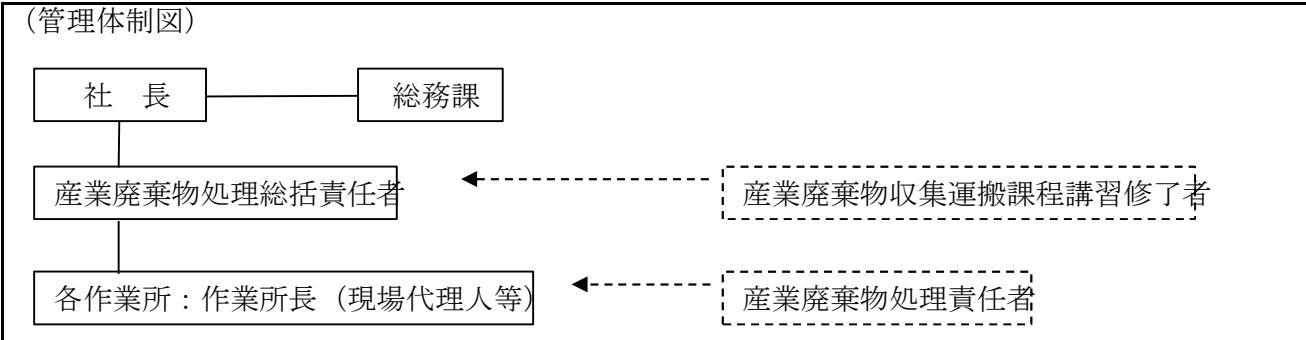 （管理体制図）
社　長
総務課
産業廃棄物処理総括責任者
産業廃棄物収集運搬課程講習修了者
各作業所：作業所長（現場代理人等）
産業廃棄物処理責任者